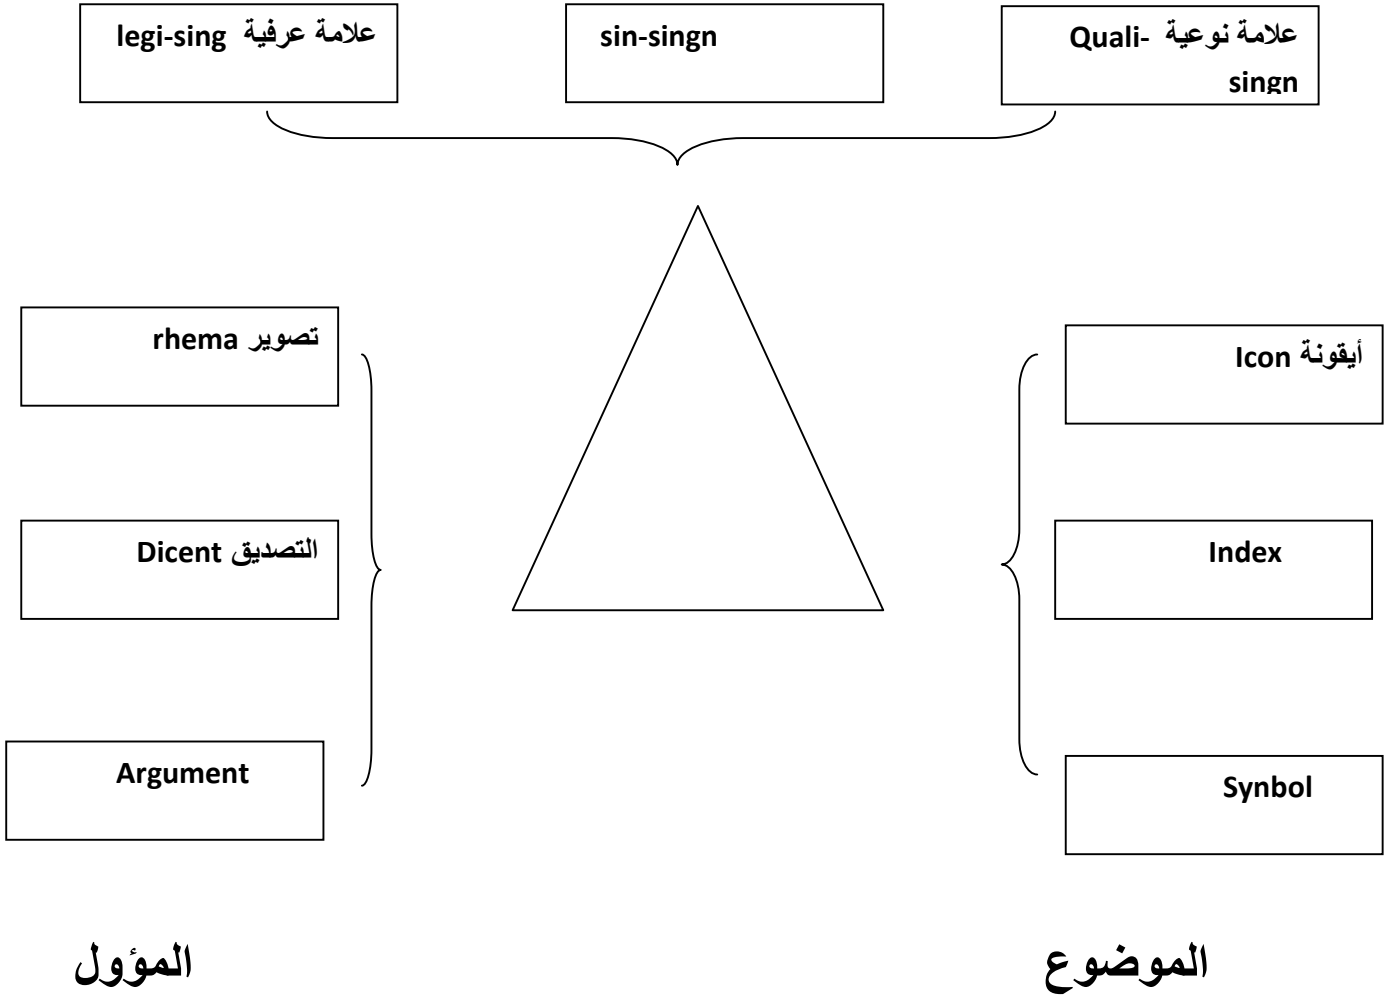 علامة نوعية Quali-
singn
sin-singn
علامة عرفية legi-sing
أيقونة Icon
تصوير rhema
Index
التصديق Dicent
Synbol
Argument
الموضوع
المؤول